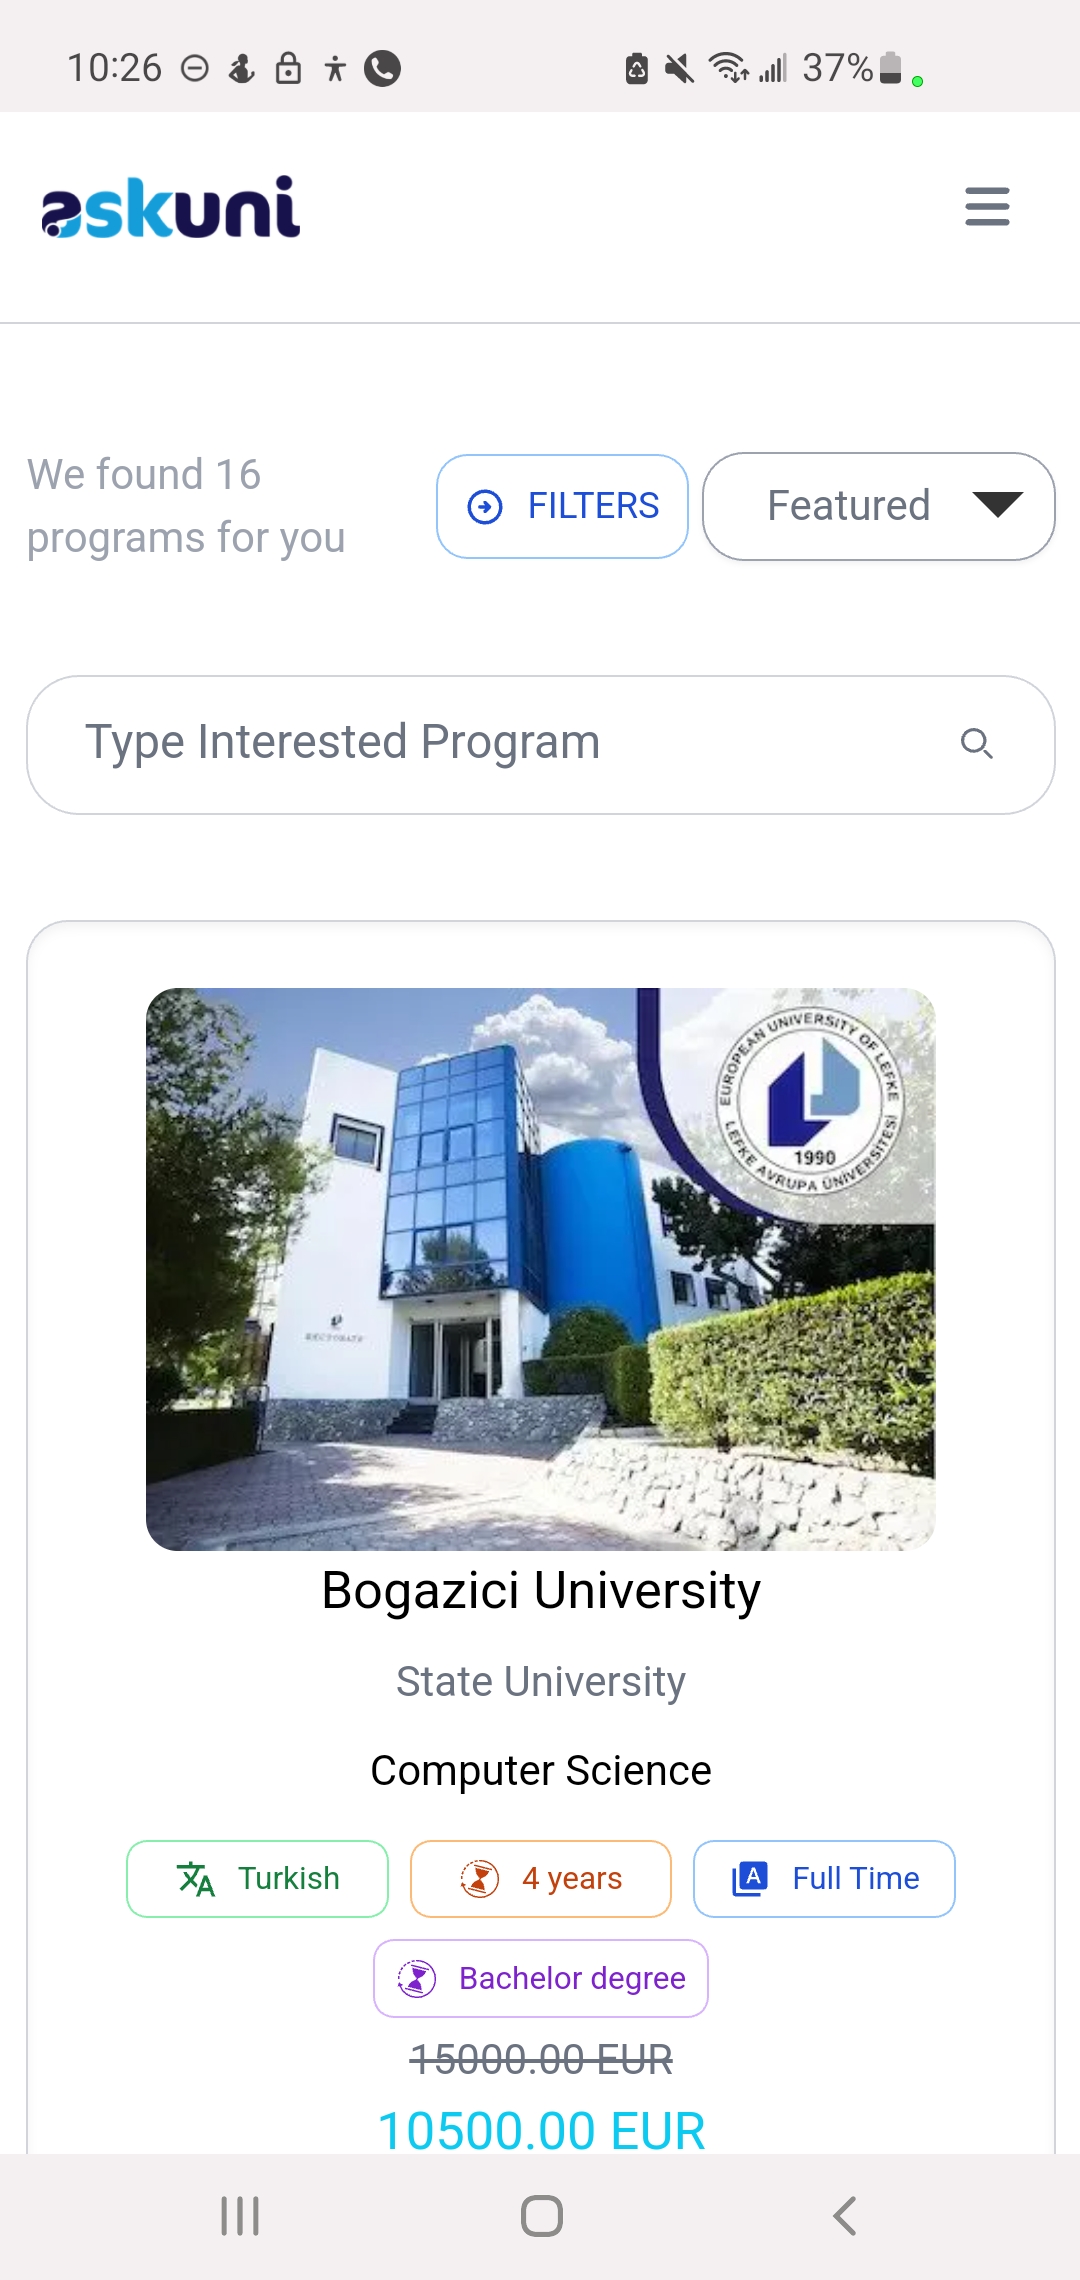 10:26
37%
askuni
We found 16
programs for you
FILTERS
Featured
Type Interested Program
EUROPEAN UNIVERSITY OF LEFKE
1990
LEFKE AVRUPA ÜNİVERSİTESİ
RECTORATE
Bogazici University
State University
Computer Science
Turkish
4 years
Full Time
Bachelor degree
15000.00 EUR
10500.00 EUR